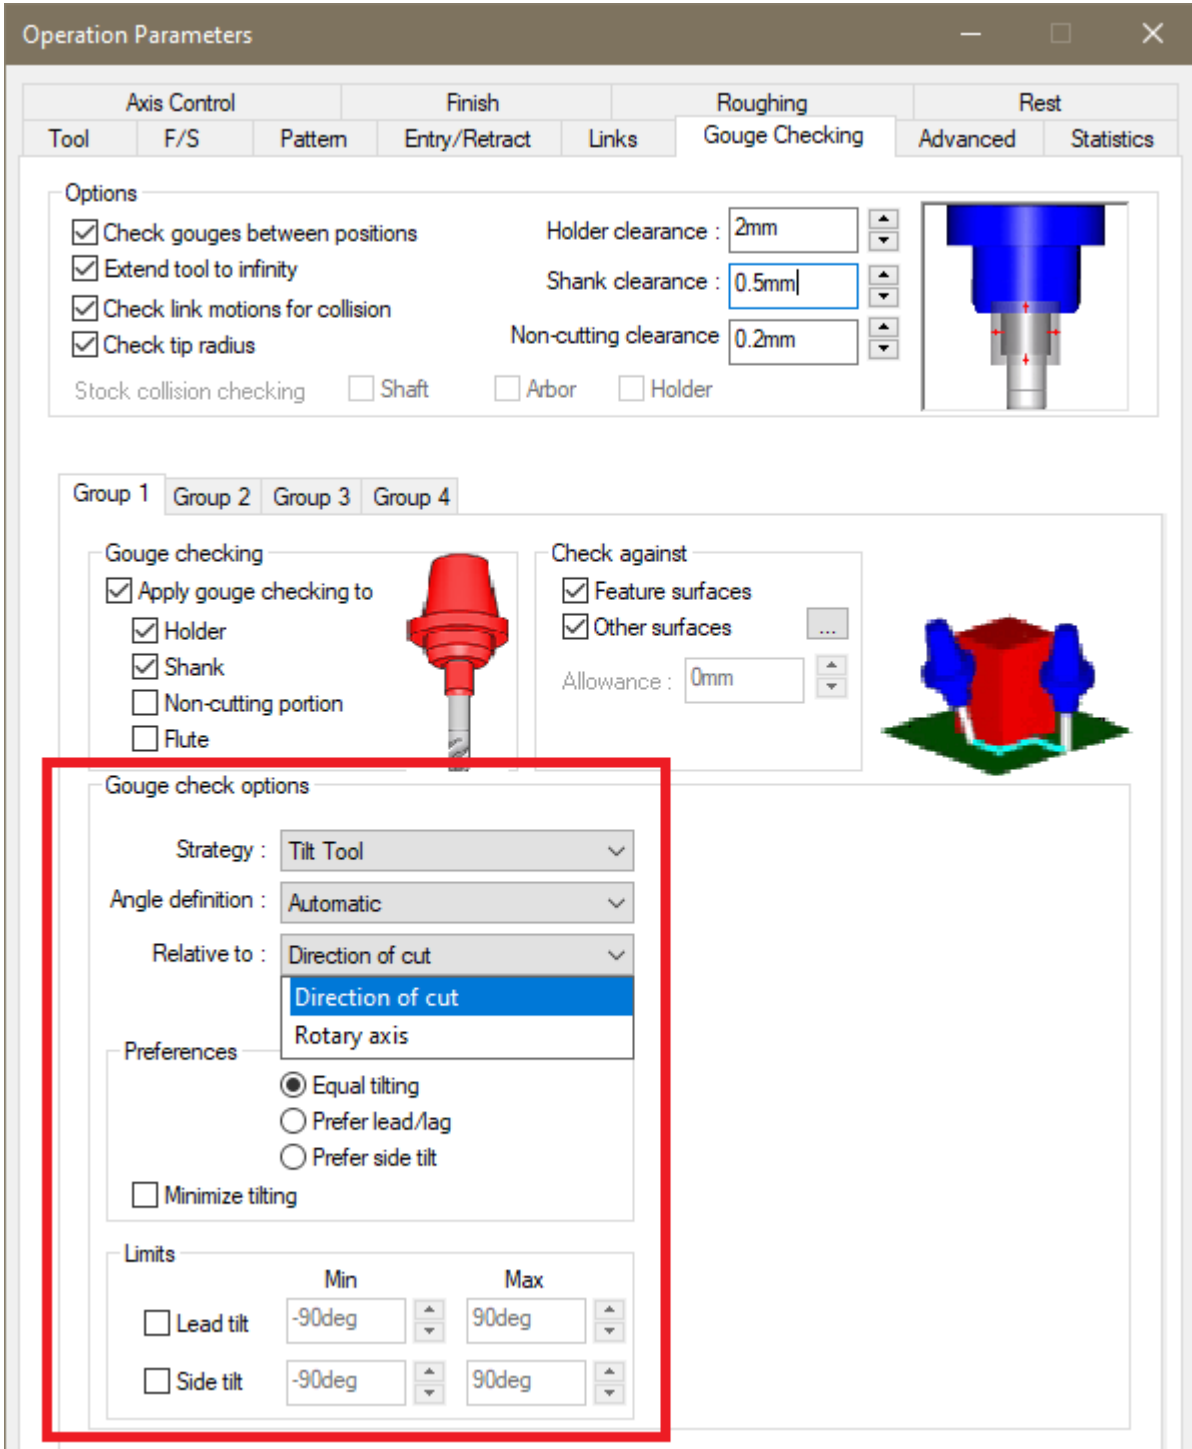 Operation Parameters
Axis Control Finish Roughing Rest
Tool F/S Pattern Entry/Retract Links Gouge Checking Advanced Statistics
Options
Check gouges between positions
Extend tool to infinity
Check link motions for collision
Check tip radius
Holder clearance : 2mm
Shank clearance : 0.5mm
Non-cutting clearance 0.2mm
Stock collision checking Shaft Arbor Holder
Group 1 Group 2 Group 3 Group 4
Gouge checking
Apply gouge checking to
Holder
Shank
Non-cutting portion
Flute
Check against
Feature surfaces
Other surfaces ...
Allowance : 0mm
Gouge check options
Strategy : Tilt Tool
Angle definition : Automatic
Relative to : Direction of cut
Direction of cut
Rotary axis
Preferences
Equal tilting
Prefer lead/lag
Prefer side tilt
Minimize tilting
Limits
Min Max
Lead tilt -90deg 90deg
Side tilt -90deg 90deg